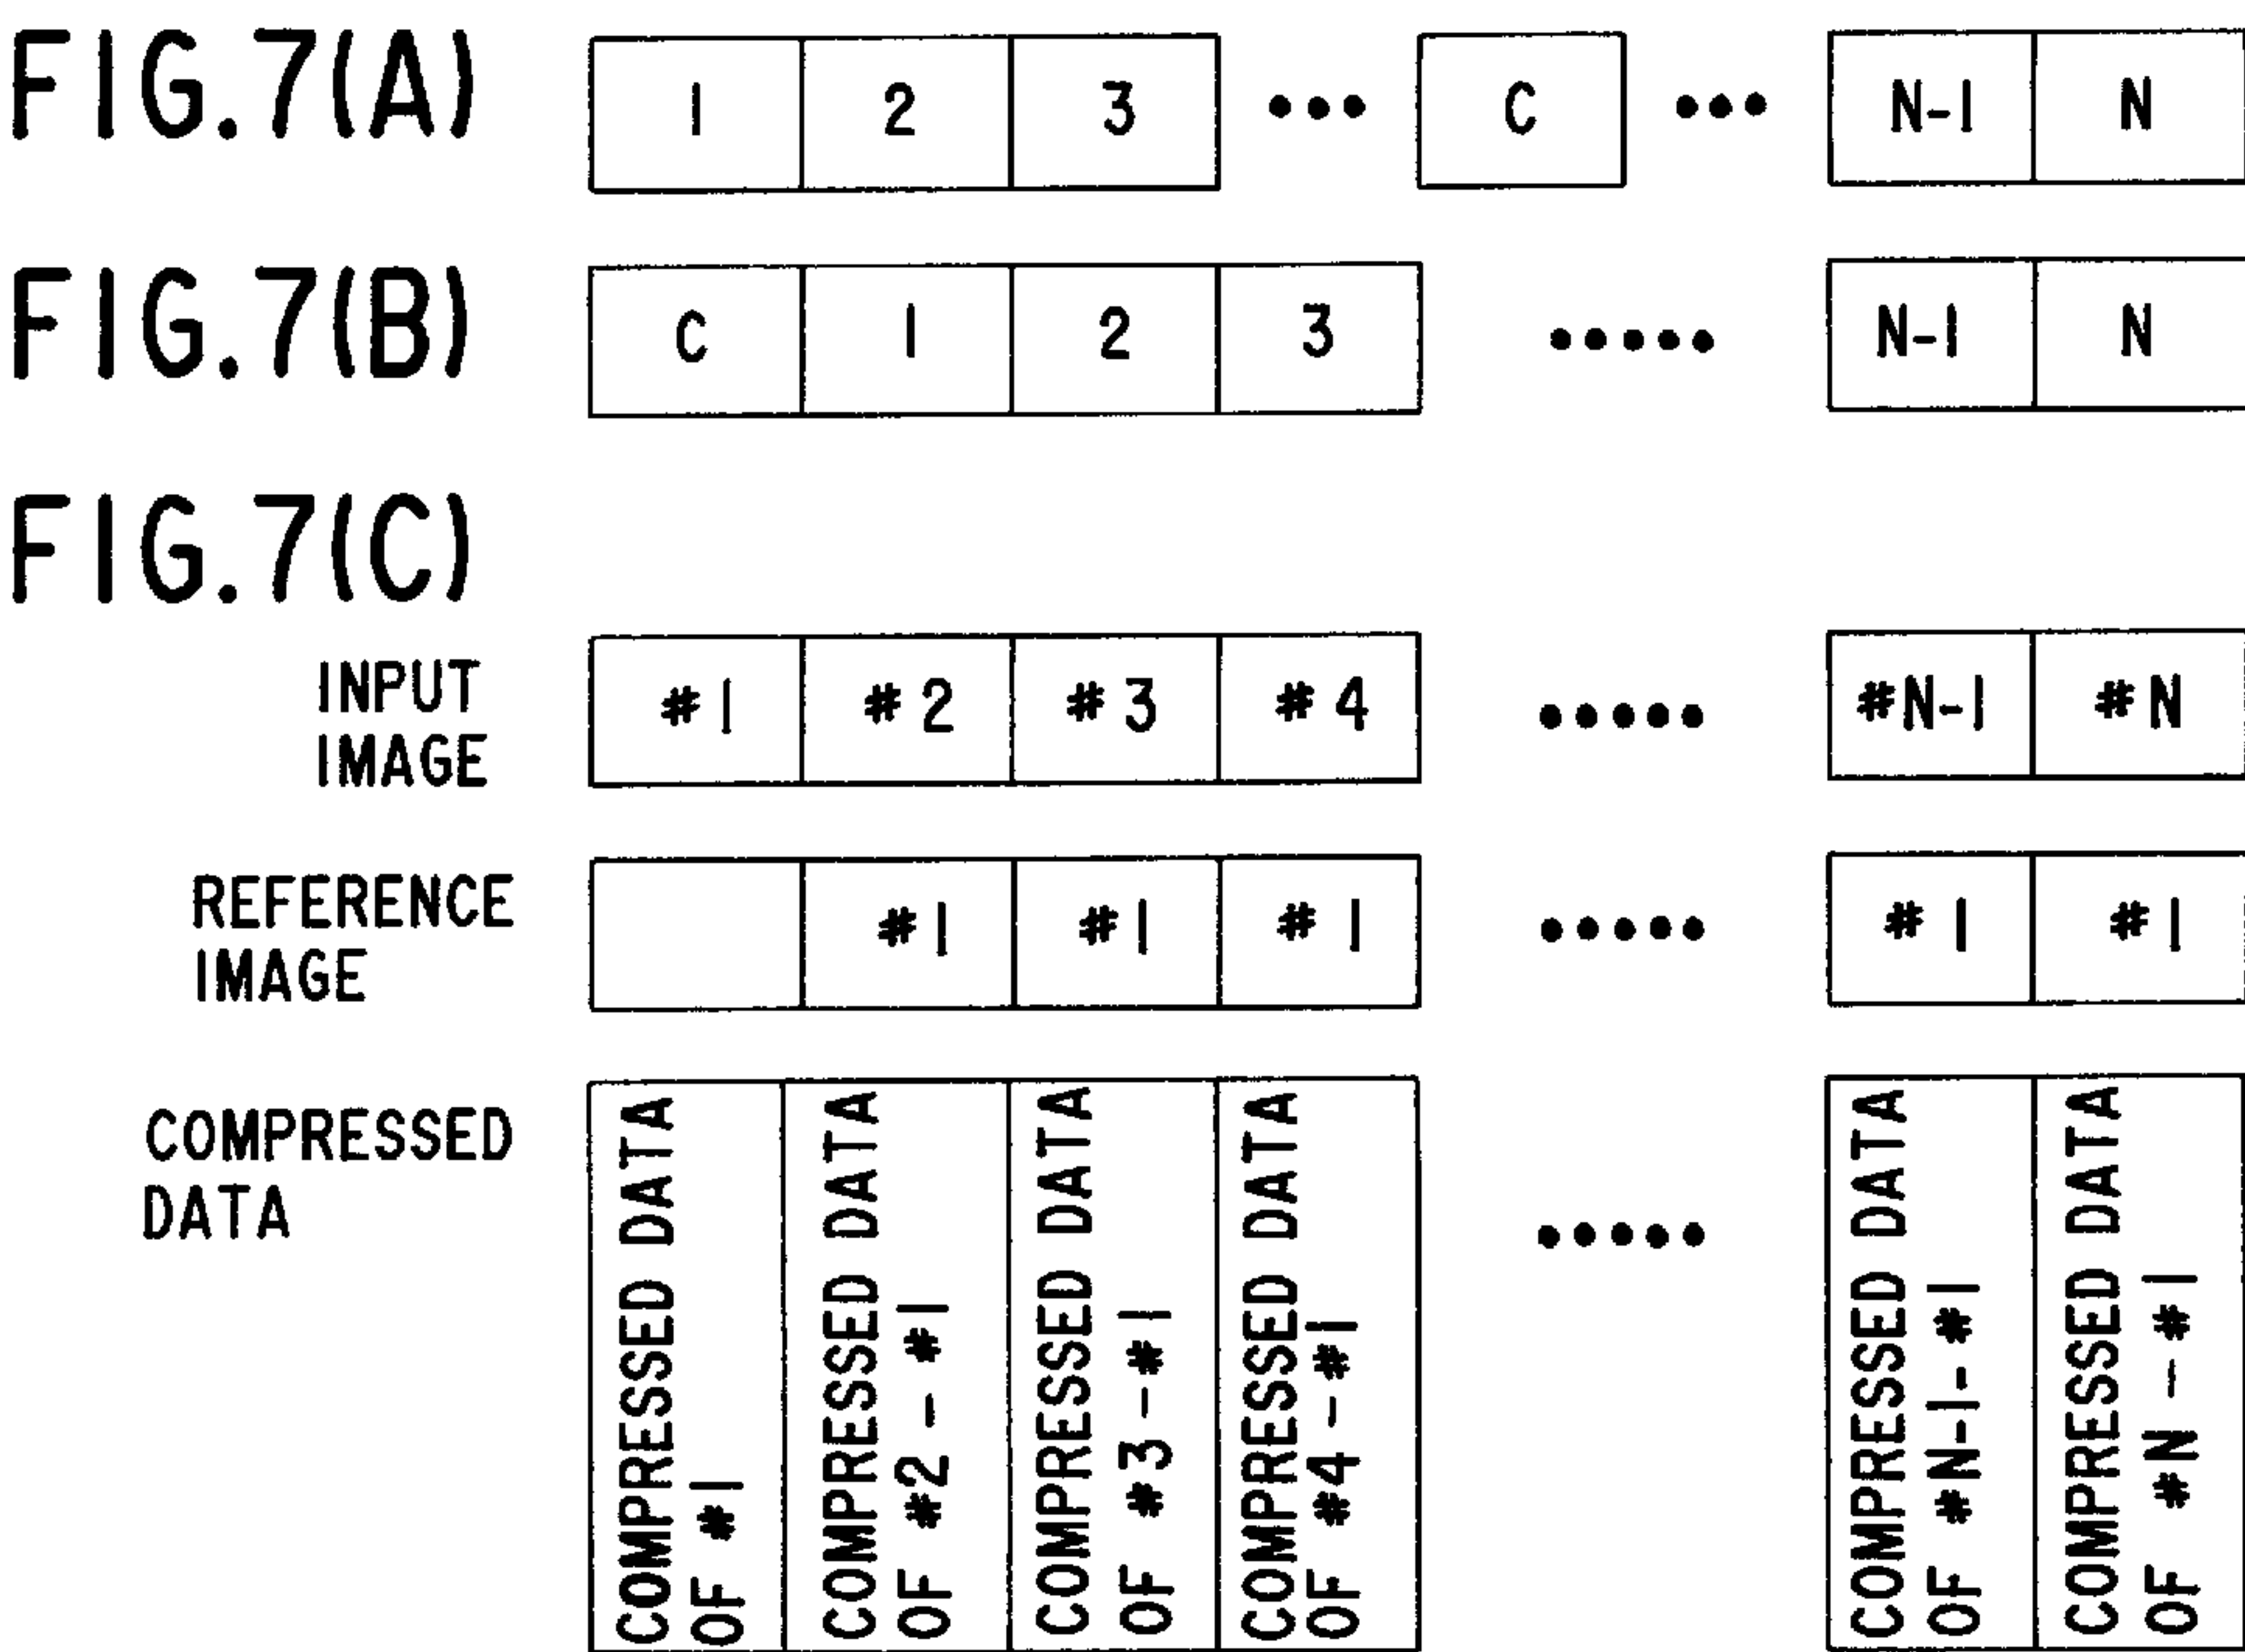 FIG.7(A)
1 2 3 ••• C ••• N-1 N
FIG.7(B)
C 1 2 3 ••••• N-1 N
FIG.7(C)
INPUT
IMAGE
#1 #2 #3 #4 ••••• #N-1 #N
REFERENCE
IMAGE
#1 #1 #1 ••••• #1 #1
COMPRESSED
DATA
COMPRESSED DATA
OF #1
COMPRESSED DATA
OF #2-#1
COMPRESSED DATA
OF #3-#1
COMPRESSED DATA
OF #4-#1
•••••
COMPRESSED DATA
OF #N-1-#1
COMPRESSED DATA
OF #N-#1